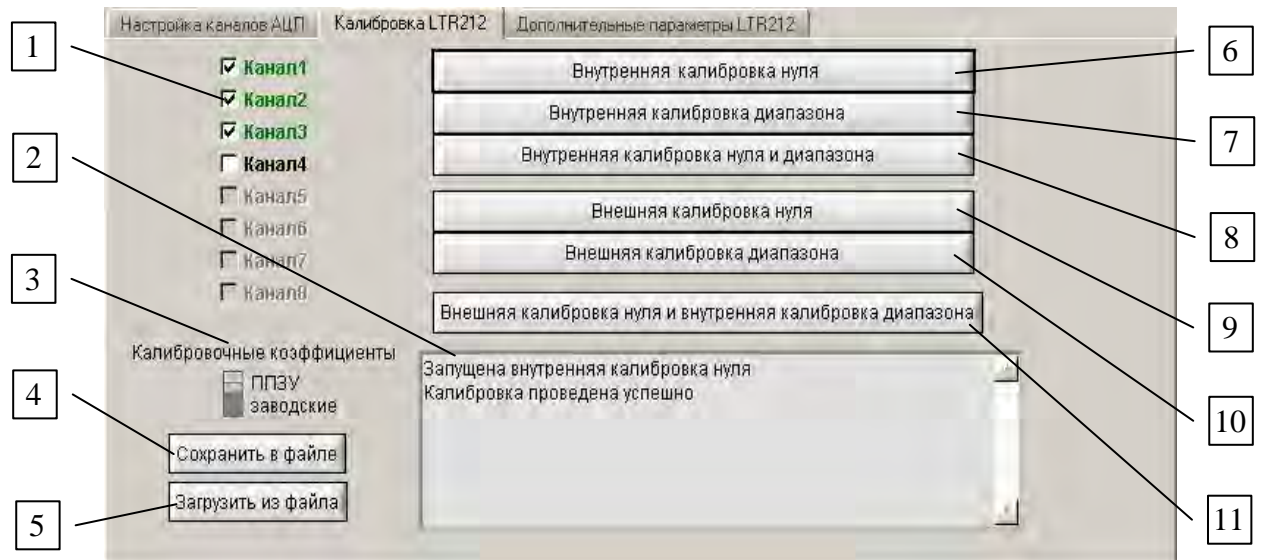 Настройка каналов АЦП
Калибровка LTR212
Дополнительные параметры LTR212
1
2
3
4
5
Канал1
Канал2
Канал3
Канал4
Канал5
Канал6
Канал7
Канал8
Калибровочные коэффициенты
ППЗУ
заводские
Сохранить в файле
Загрузить из файла
Внутренняя калибровка нуля
Внутренняя калибровка диапазона
Внутренняя калибровка нуля и диапазона
Внешняя калибровка нуля
Внешняя калибровка диапазона
Внешняя калибровка нуля и внутренняя калибровка диапазона
Запущена внутренняя калибровка нуля
Калибровка проведена успешно
6
7
8
9
10
11